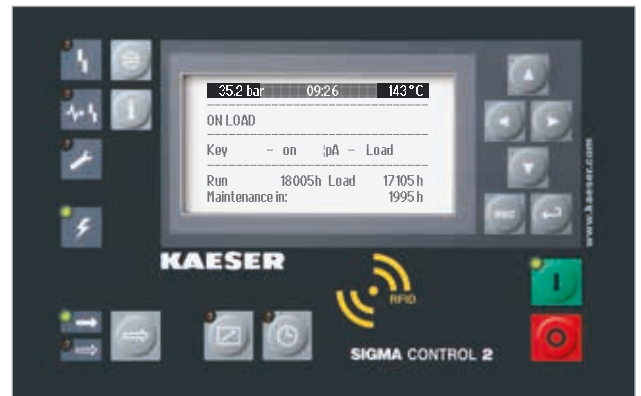 35.2 bar 09:26 143°C
ON LOAD
Key - on ¦pA - Load
Run 18005h Load 17105h
Maintenance in: 1995h
esc
www.kaeser.com
KAESER
RFID
SIGMA CONTROL 2